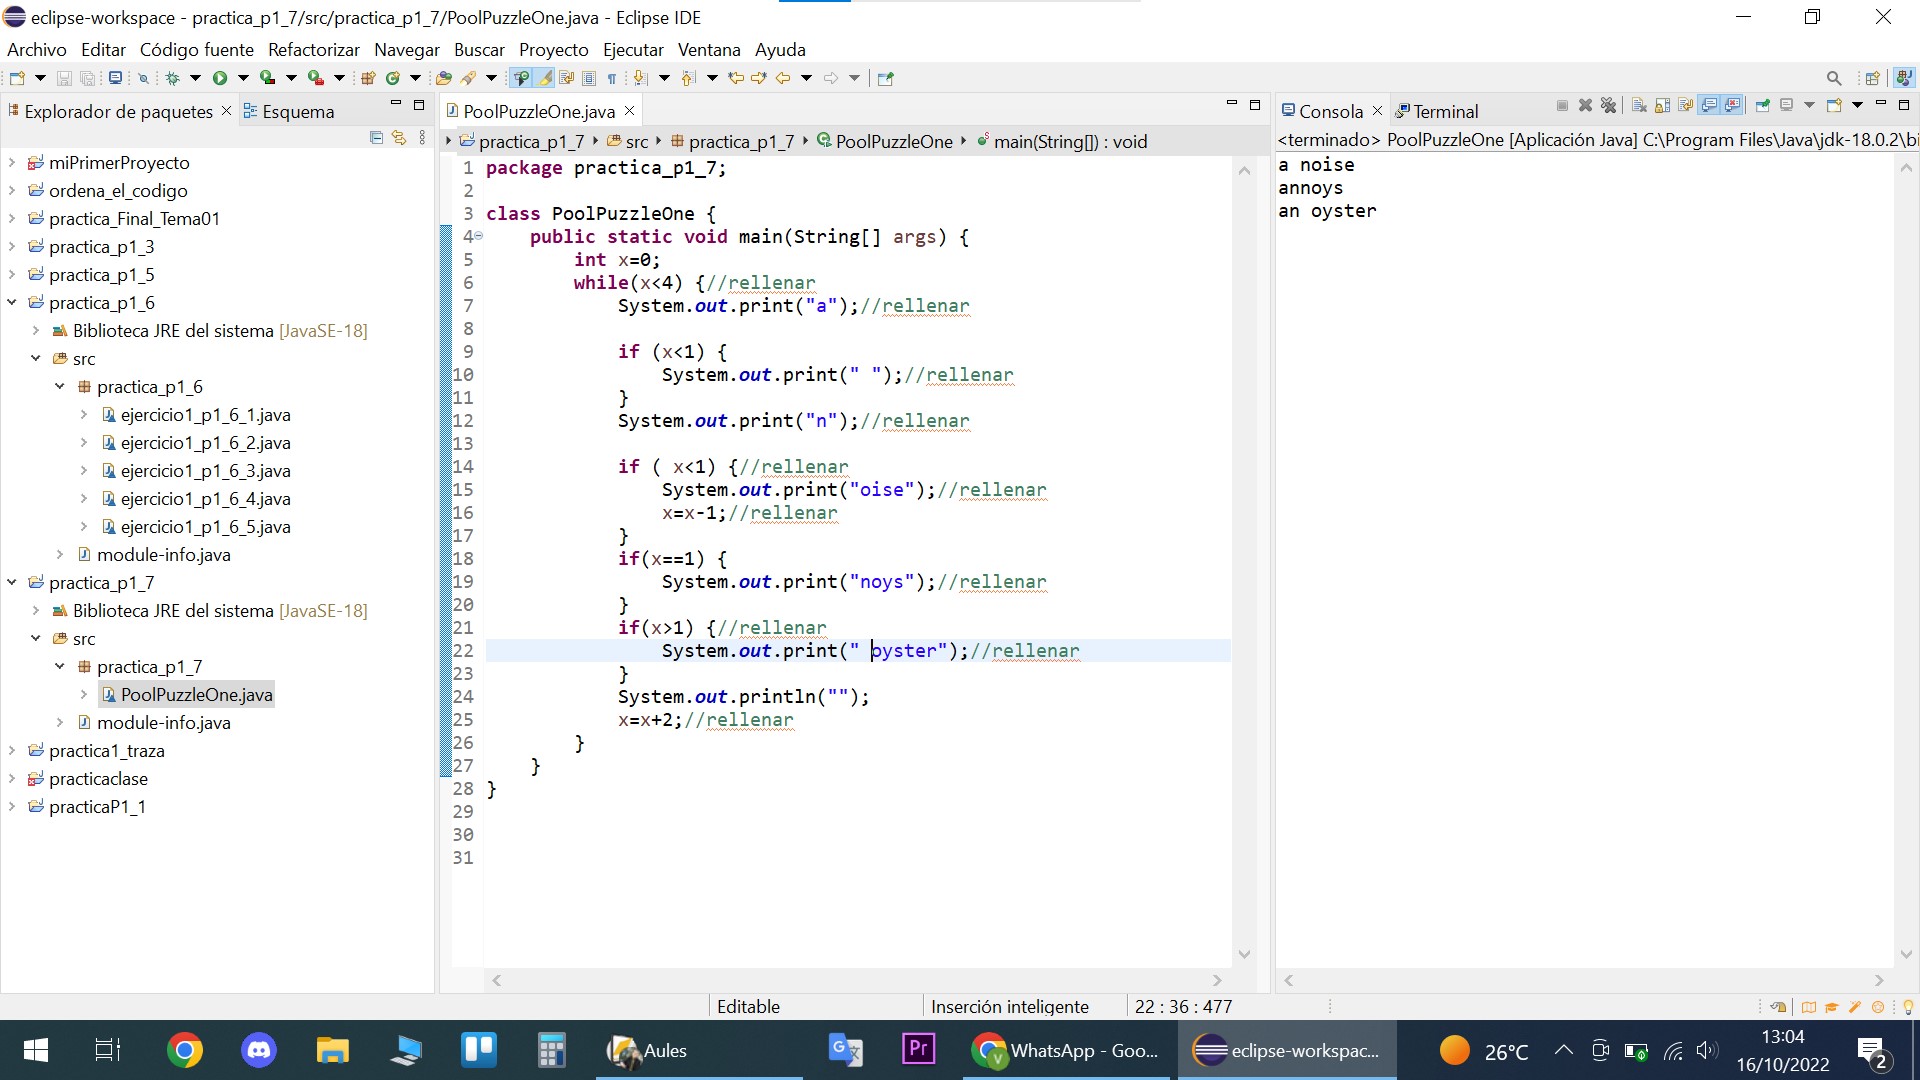 eclipse-workspace - practica_p1_7/src/practica_p1_7/PoolPuzzleOne.java - Eclipse IDE
Archivo Editar Código fuente Refactorizar Navegar Buscar Proyecto Ejecutar Ventana Ayuda
Explorador de paquetes
Esquema
miPrimerProyecto
ordena_el_codigo
practica_Final_Tema01
practica_p1_3
practica_p1_5
practica_p1_6
Biblioteca JRE del sistema [JavaSE-18]
src
practica_p1_6
ejercicio1_p1_6_1.java
ejercicio1_p1_6_2.java
ejercicio1_p1_6_3.java
ejercicio1_p1_6_4.java
ejercicio1_p1_6_5.java
module-info.java
practica_p1_7
Biblioteca JRE del sistema [JavaSE-18]
src
practica_p1_7
PoolPuzzleOne.java
module-info.java
practica1_traza
practicaclase
practicaP1_1
PoolPuzzleOne.java
practica_p1_7 src practica_p1_7 PoolPuzzleOne main(String[]) : void
1 package practica_p1_7;
2
3 class PoolPuzzleOne {
4 public static void main(String[] args) {
5 int x=0;
6 while(x<4) {//rellenar
7 System.out.print("a");//rellenar
8
9 if (x<1) {
10 System.out.print(" ");//rellenar
11 }
12 System.out.print("n");//rellenar
13
14 if ( x<1) {//rellenar
15 System.out.print("oise");//rellenar
16 x=x-1;//rellenar
17 }
18 if(x==1) {
19 System.out.print("noys");//rellenar
20 }
21 if(x>1) {//rellenar
22 System.out.print(" oyster");//rellenar
23 }
24 System.out.println("");
25 x=x+2;//rellenar
26 }
27 }
28 }
29
30
31
Consola
Terminal
<terminado> PoolPuzzleOne [Aplicación Java] C:\Program Files\Java\jdk-18.0.2\bi
a noise
annoys
an oyster
Editable
Inserción inteligente
22 : 36 : 477
Aules
Pr
WhatsApp - Goo...
eclipse-workspac...
26°C
13:04
16/10/2022
2